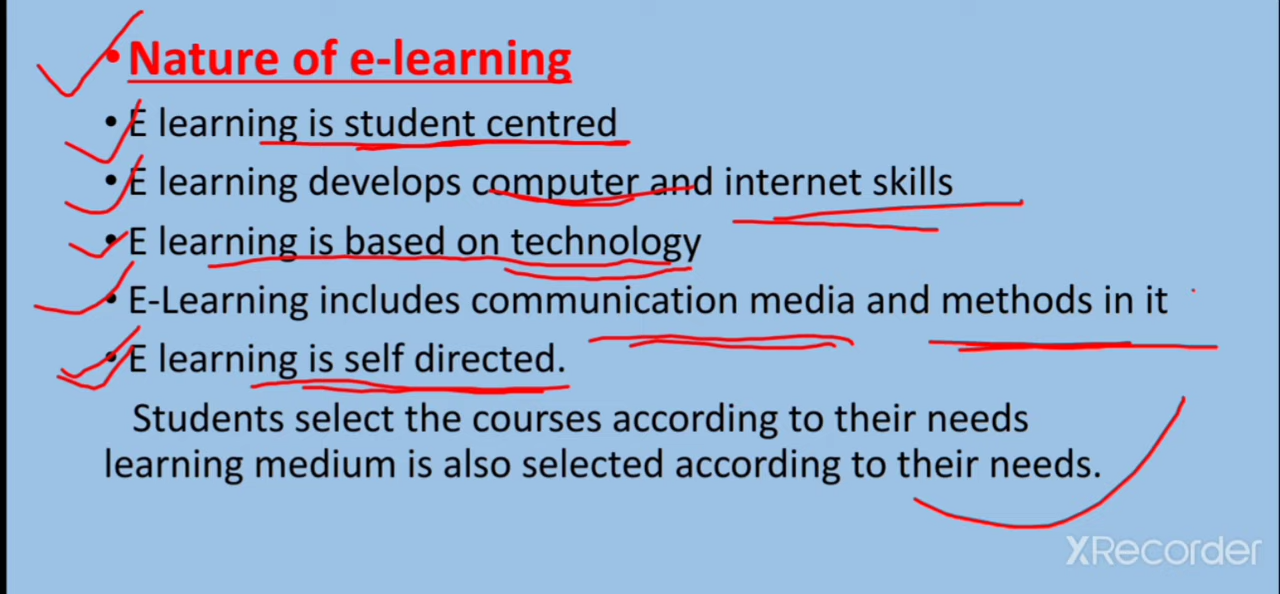 • Nature of e-learning
• E learning is student centred
• E learning develops computer and internet skills
• E learning is based on technology
• E-Learning includes communication media and methods in it
• E learning is self directed.
Students select the courses according to their needs
learning medium is also selected according to their needs.
XRecorder